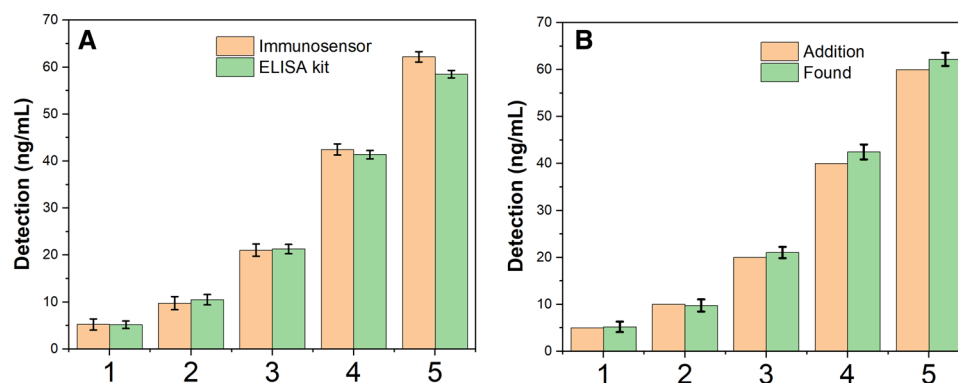 A
Immunosensor
ELISA kit
Detection (ng/mL)
70
60
50
40
30
20
10
0
1 2 3 4 5
B
Addition
Found
Detection (ng/mL)
70
60
50
40
30
20
10
0
1 2 3 4 5